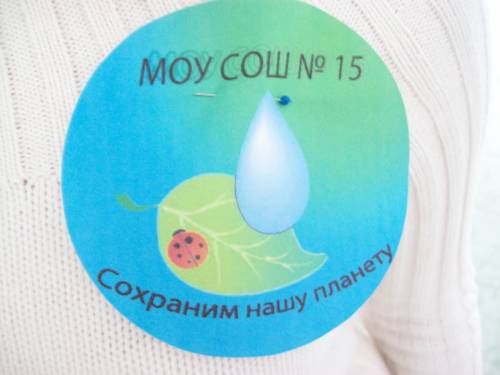 МОУ СОШ № 15
Сохраним нашу планету